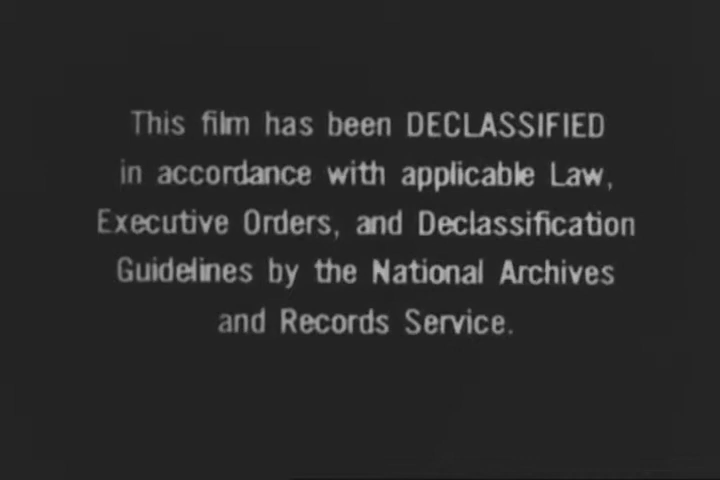 This film has been DECLASSIFIED
in accordance with applicable Law,
Executive Orders, and Declassification
Guidelines by the National Archives
and Records Service.